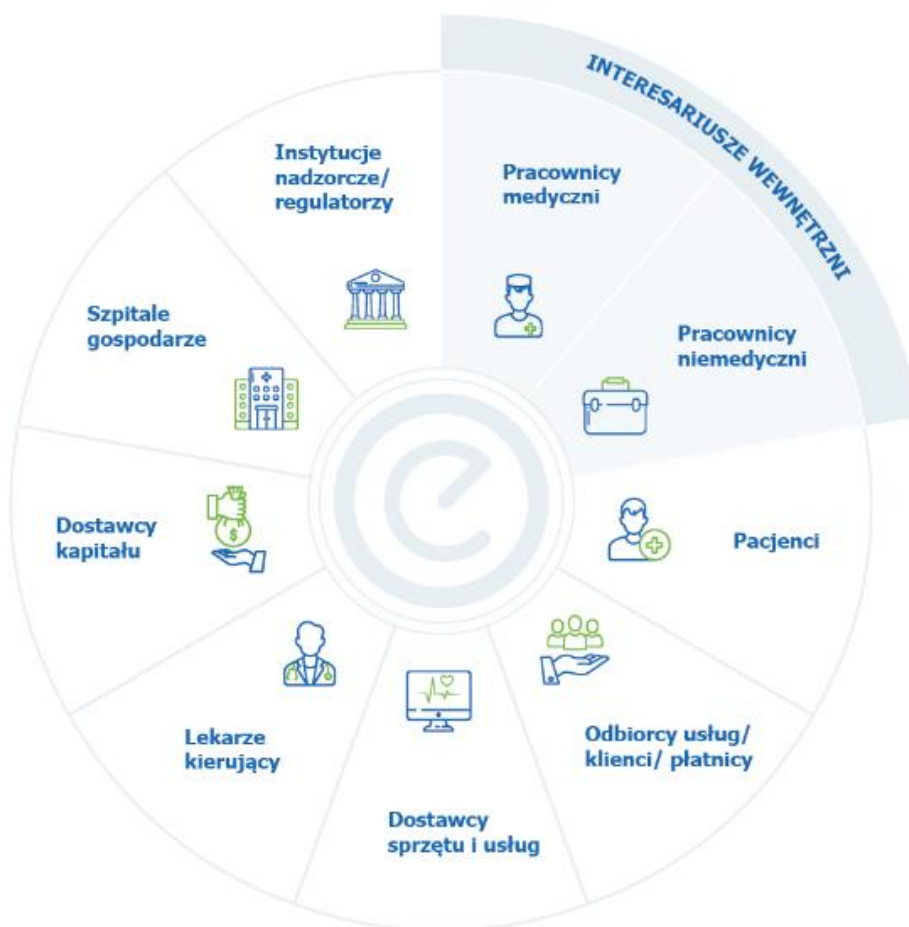 INTERESARIUSZE WEWNĘTRZNI
Instytucje
nadzorcze/
regulatorzy
Pracownicy
medyczni
Szpitale
gospodarze
Pracownicy
niemedyczni
Dostawcy
kapitału
$
Pacjenci
Lekarze
kierujący
Odbiorcy usług/
klienci/ płatnicy
Dostawcy
sprzętu i usług
e